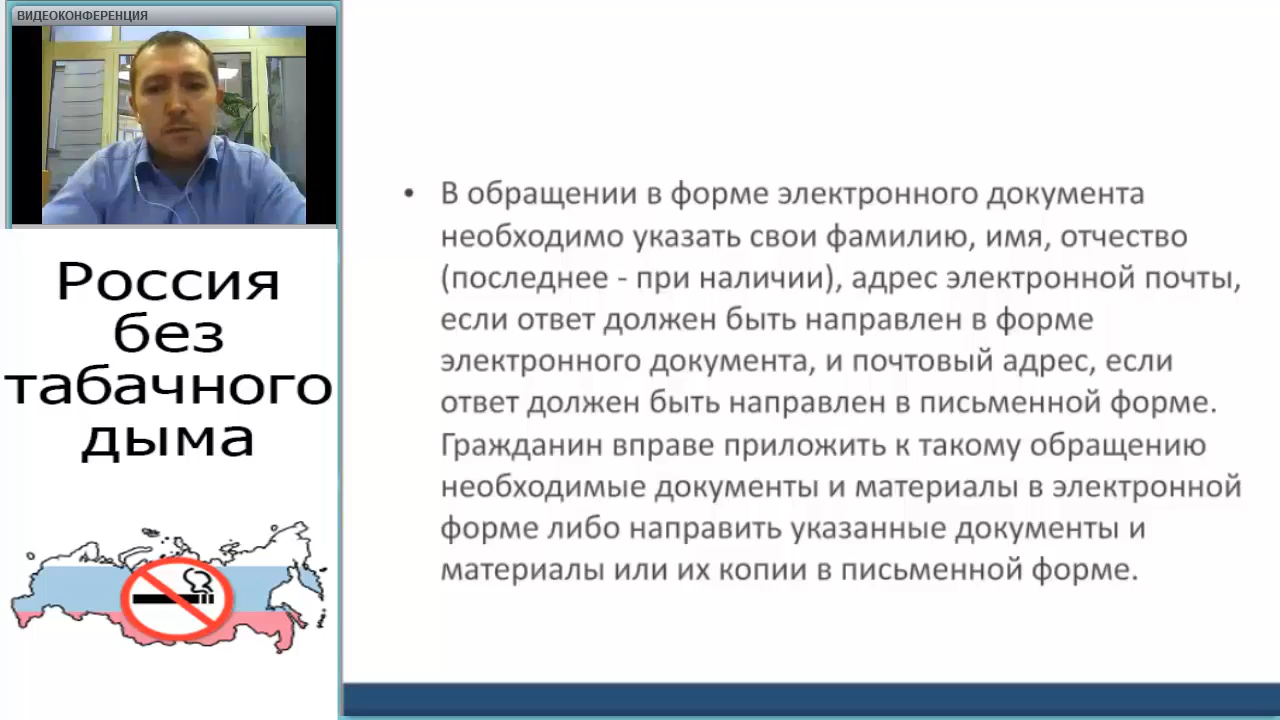 ВИДЕОКОНФЕРЕНЦИЯ
Россия
без
табачного
дыма
• В обращении в форме электронного документа
необходимо указать свои фамилию, имя, отчество
(последнее - при наличии), адрес электронной почты,
если ответ должен быть направлен в форме
электронного документа, и почтовый адрес, если
ответ должен быть направлен в письменной форме.
Гражданин вправе приложить к такому обращению
необходимые документы и материалы в электронной
форме либо направить указанные документы и
материалы или их копии в письменной форме.